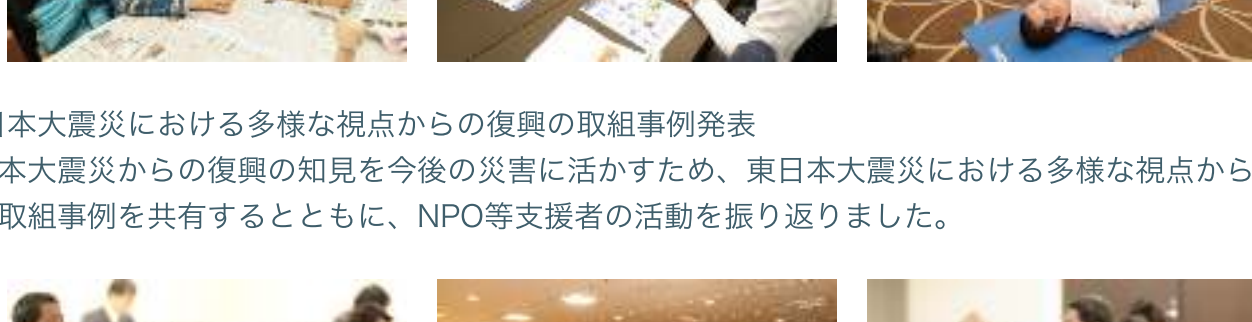 本大震災における多様な視点からの復興の取組事例発表
本大震災からの復興の知見を今後の災害に活かすため、東日本大震災における多様な視点から
取組事例を共有するとともに、NPO等支援者の活動を振り返りました。